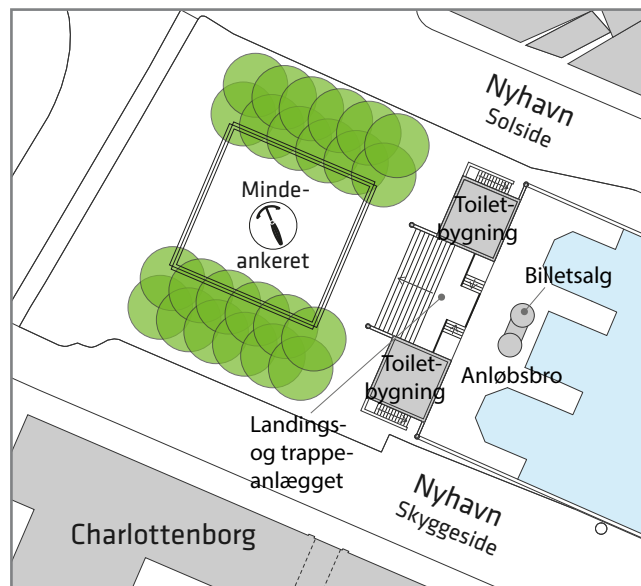 Nyhavn
Solside
Minde-
ankeret
Toilet-
bygning
Billetsalg
Toilet-
bygning
Anløbsbro
Landings-
og trappe-
anlægget
Nyhavn
Skyggeside
Charlottenborg